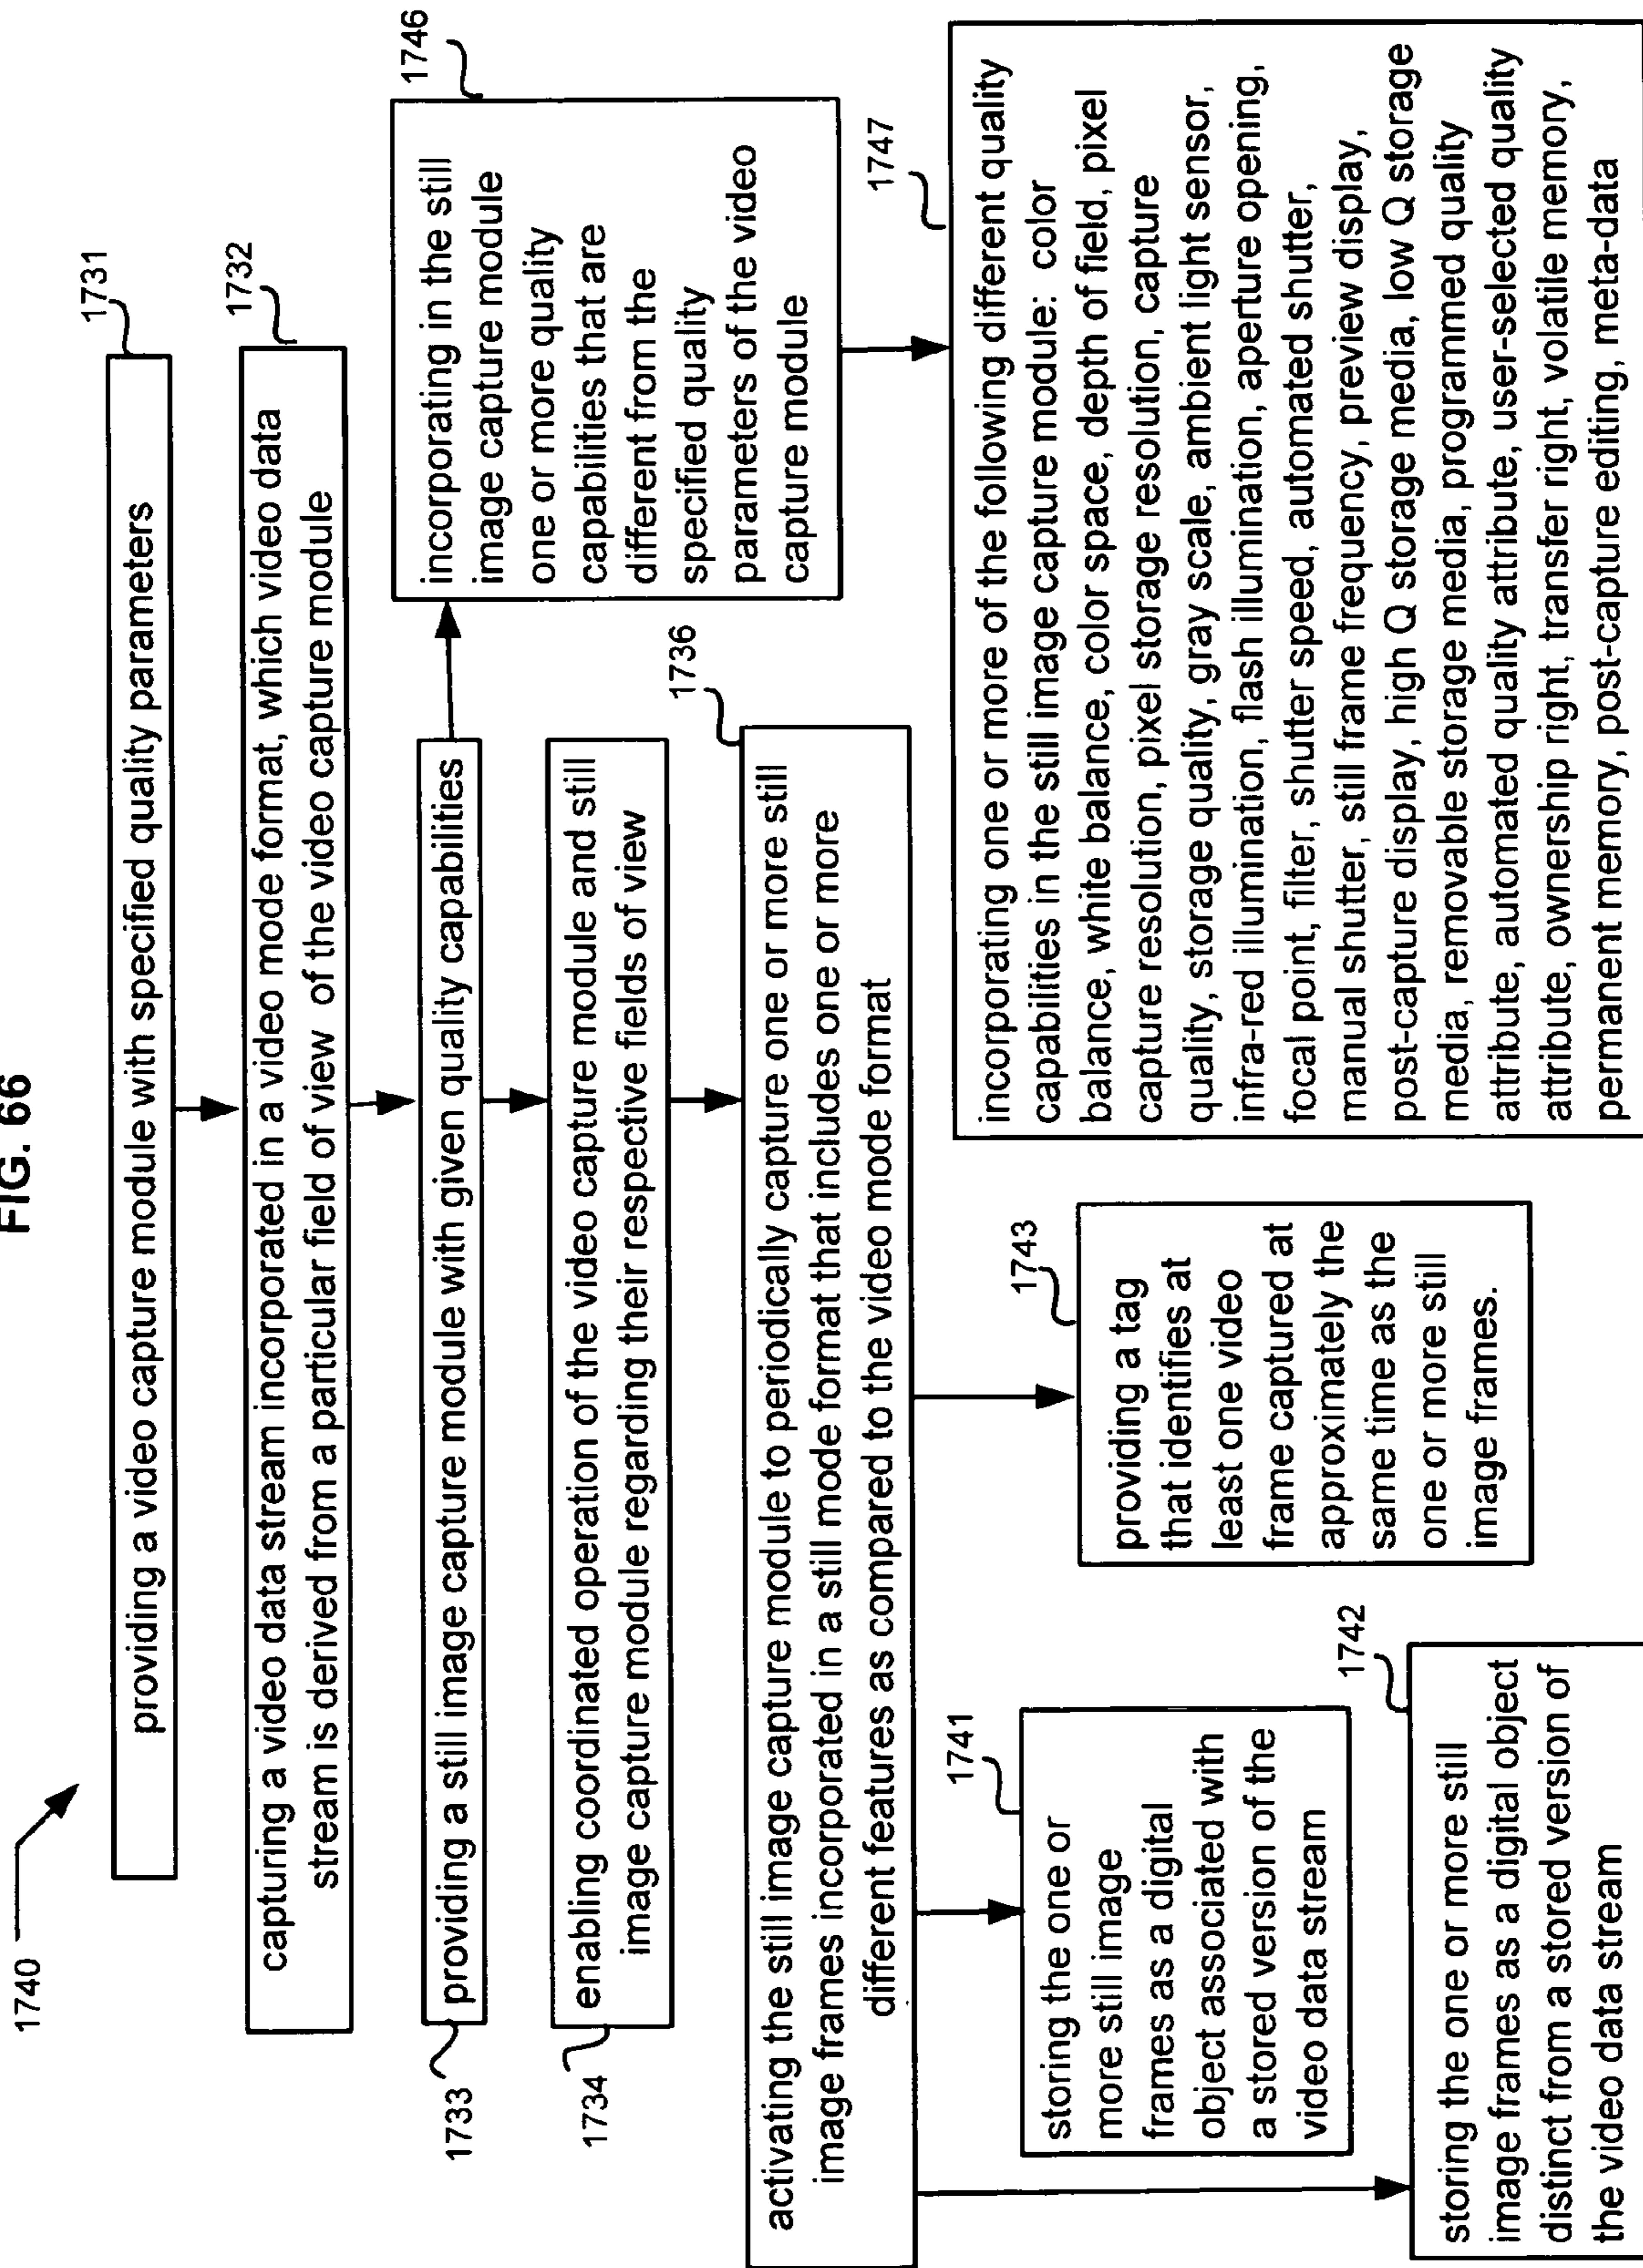 FIG. 66
1740
1731
providing a video capture module with specified quality parameters
1732
capturing a video data stream incorporated in a video mode format, which video data
stream is derived from a particular field of view of the video capture module
1733
providing a still image capture module with given quality capabilities
1746
incorporating in the still
image capture module
one or more quality
capabilities that are
different from the
specified quality
parameters of the video
capture module
1734
enabling coordinated operation of the video capture module and still
image capture module regarding their respective fields of view
1736
activating the still image capture module to periodically capture one or more still
image frames incorporated in a still mode format that includes one or more
different features as compared to the video mode format
1741
storing the one or
more still image
frames as a digital
object associated with
a stored version of the
video data stream
1742
storing the one or more still
image frames as a digital object
distinct from a stored version of
the video data stream
1743
providing a tag
that identifies at
least one video
frame captured at
approximately the
same time as the
one or more still
image frames.
1747
incorporating one or more of the following different quality
capabilities in the still image capture module: color
balance, white balance, color space, depth of field, pixel
capture resolution, pixel storage resolution, capture
quality, storage quality, gray scale, ambient light sensor,
infra-red illumination, flash illumination, aperture opening,
focal point, filter, shutter speed, automated shutter,
manual shutter, still frame frequency, preview display,
post-capture display, high Q storage media, low Q storage
media, removable storage media, programmed quality
attribute, automated quality attribute, user-selected quality
attribute, ownership right, transfer right, volatile memory,
permanent memory, post-capture editing, meta-data